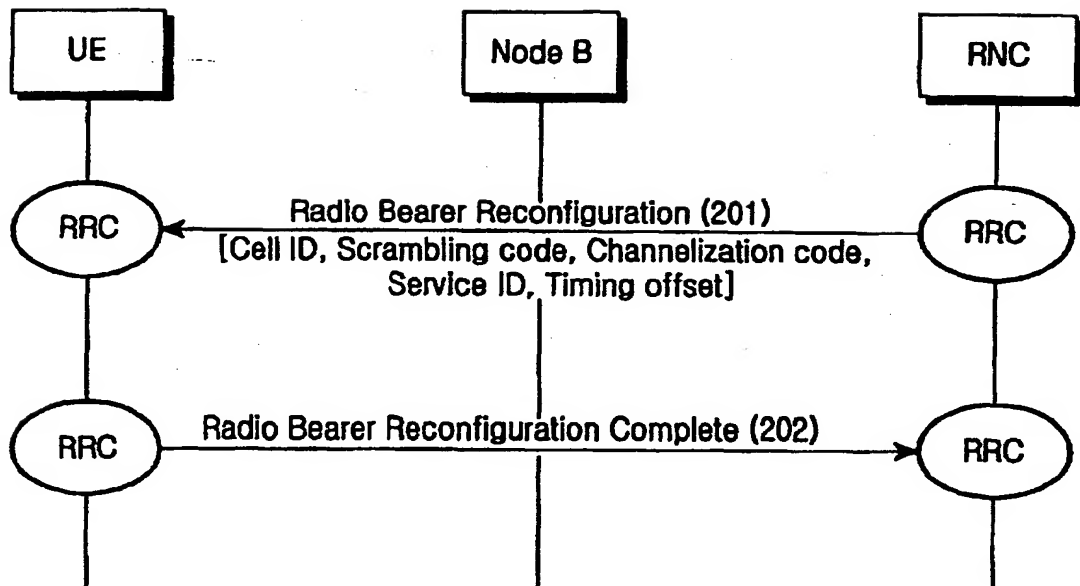 UE
Node B
RNC
RRC
Radio Bearer Reconfiguration (201)
RRC
[Cell ID, Scrambling code, Channelization code,
Service ID, Timing offset]
RRC
Radio Bearer Reconfiguration Complete (202)
RRC